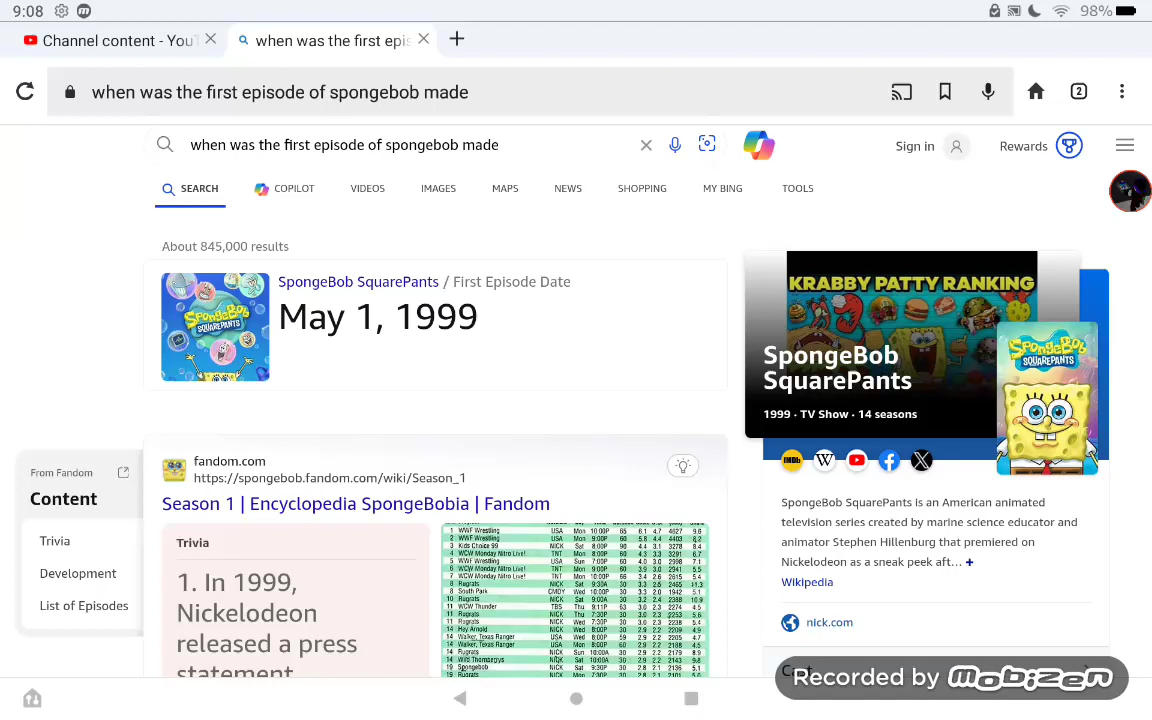 9:08
98%
Channel content - YouT
when was the first epis
2
when was the first episode of spongebob made
when was the first episode of spongebob made
Sign in
Rewards
SEARCH
COPILOT
VIDEOS
IMAGES
MAPS
NEWS
SHOPPING
MY BING
TOOLS
About 845,000 results
SpongeBob SquarePants / First Episode Date
May 1, 1999
SPONGEBOB
SQUAREPANTS
KRABBY PATTY RANKING
SpongeBob
SquarePants
1999 · TV Show · 14 seasons
SPONGEBOB
SQUAREPANTS
IMDb
W
X
SpongeBob SquarePants is an American animated
television series created by marine science educator and
animator Stephen Hillenburg that premiered on
Nickelodeon as a sneak peek aft… +
Wikipedia
nick.com
From Fandom
Content
Trivia
Development
List of Episodes
fandom.com
https://spongebob.fandom.com/wiki/Season_1
Season 1 | Encyclopedia SpongeBobia | Fandom
Trivia
1. In 1999,
Nickelodeon
released a press
statement
Recorded by mobizen